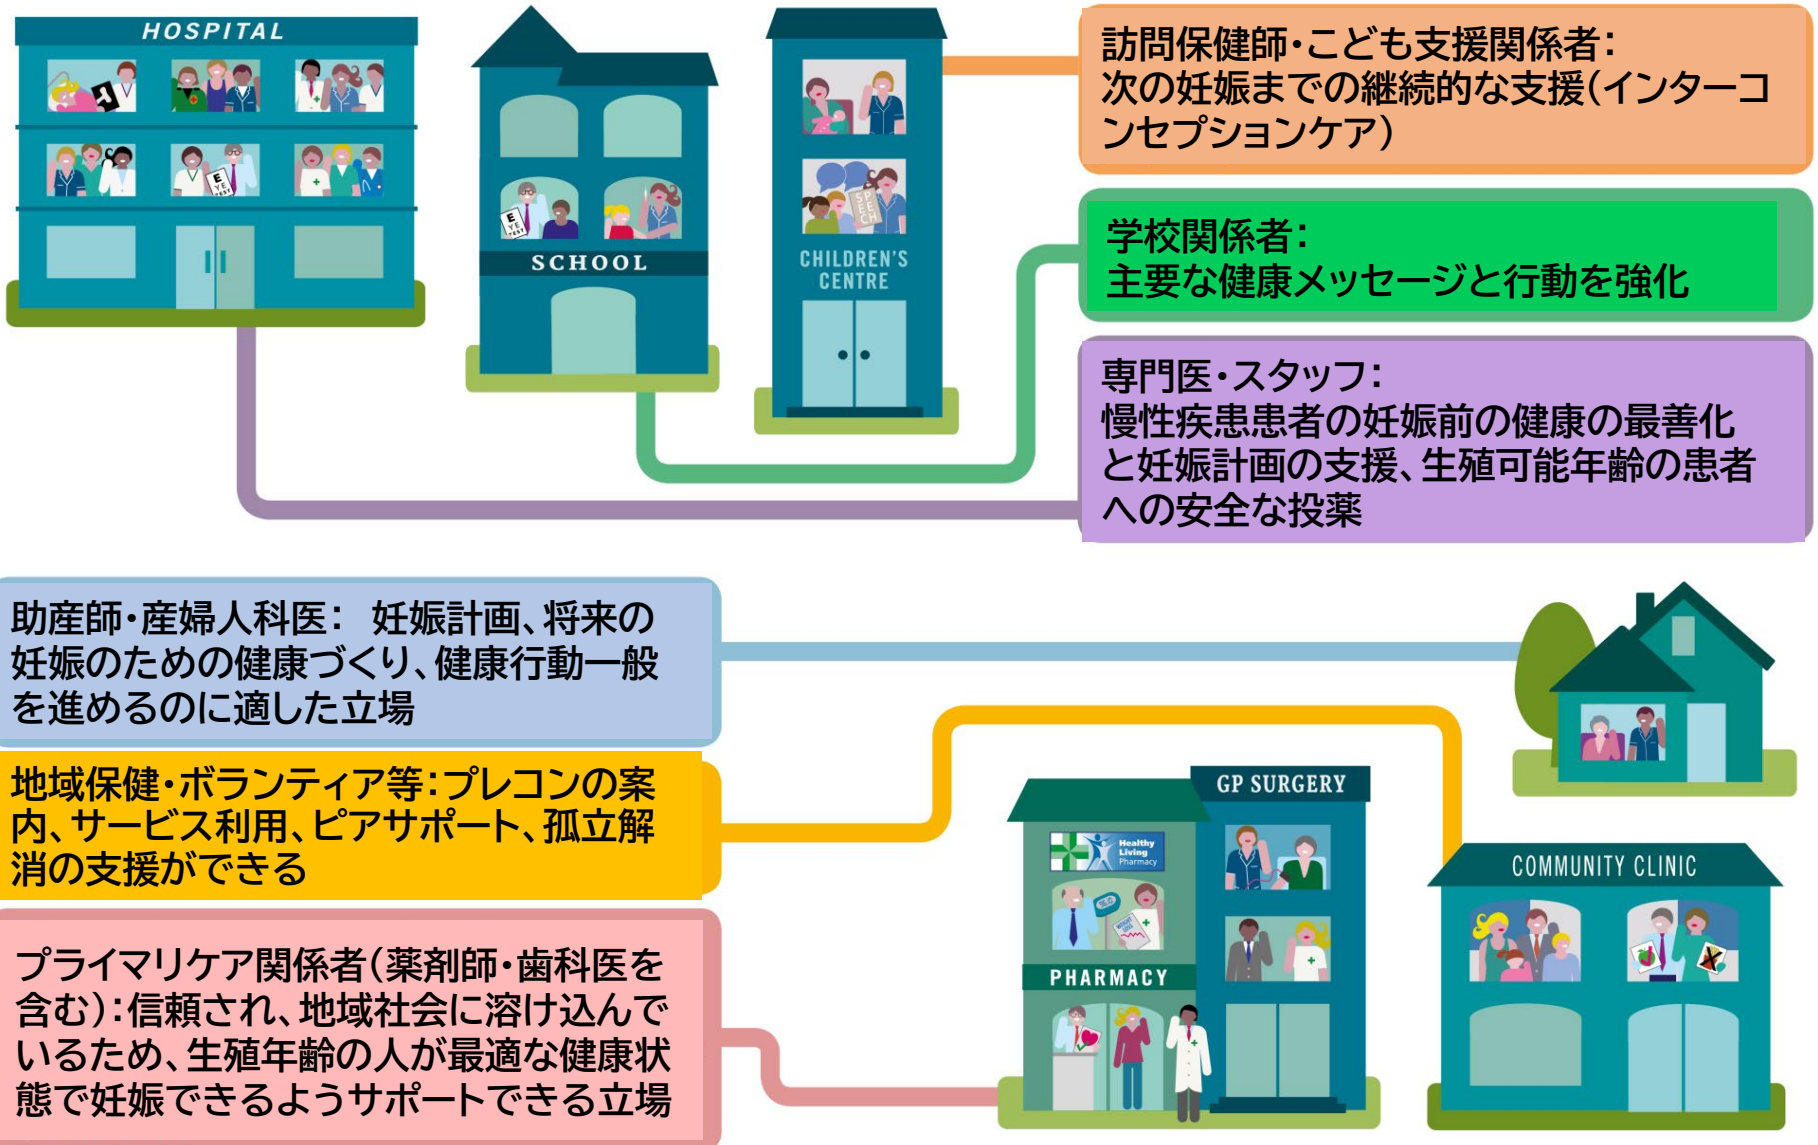 HOSPITAL
SCHOOL
CHILDREN'S
CENTRE
E
YE
TEST
E
YE
TEST
SPE
ECH
訪問保健師・こども支援関係者：
次の妊娠までの継続的な支援（インターコ
ンセプションケア）
学校関係者：
主要な健康メッセージと行動を強化
専門医・スタッフ：
慢性疾患患者の妊娠前の健康の最善化
と妊娠計画の支援、生殖可能年齢の患者
への安全な投薬
助産師・産婦人科医：　妊娠計画、将来の
妊娠のための健康づくり、健康行動一般
を進めるのに適した立場
地域保健・ボランティア等：プレコンの案
内、サービス利用、ピアサポート、孤立解
消の支援ができる
プライマリケア関係者（薬剤師・歯科医を
含む）：信頼され、地域社会に溶け込んで
いるため、生殖年齢の人が最適な健康状
態で妊娠できるようサポートできる立場
GP SURGERY
Healthy
Living
Pharmacy
WEIGHT
LOSS
PHARMACY
COMMUNITY CLINIC